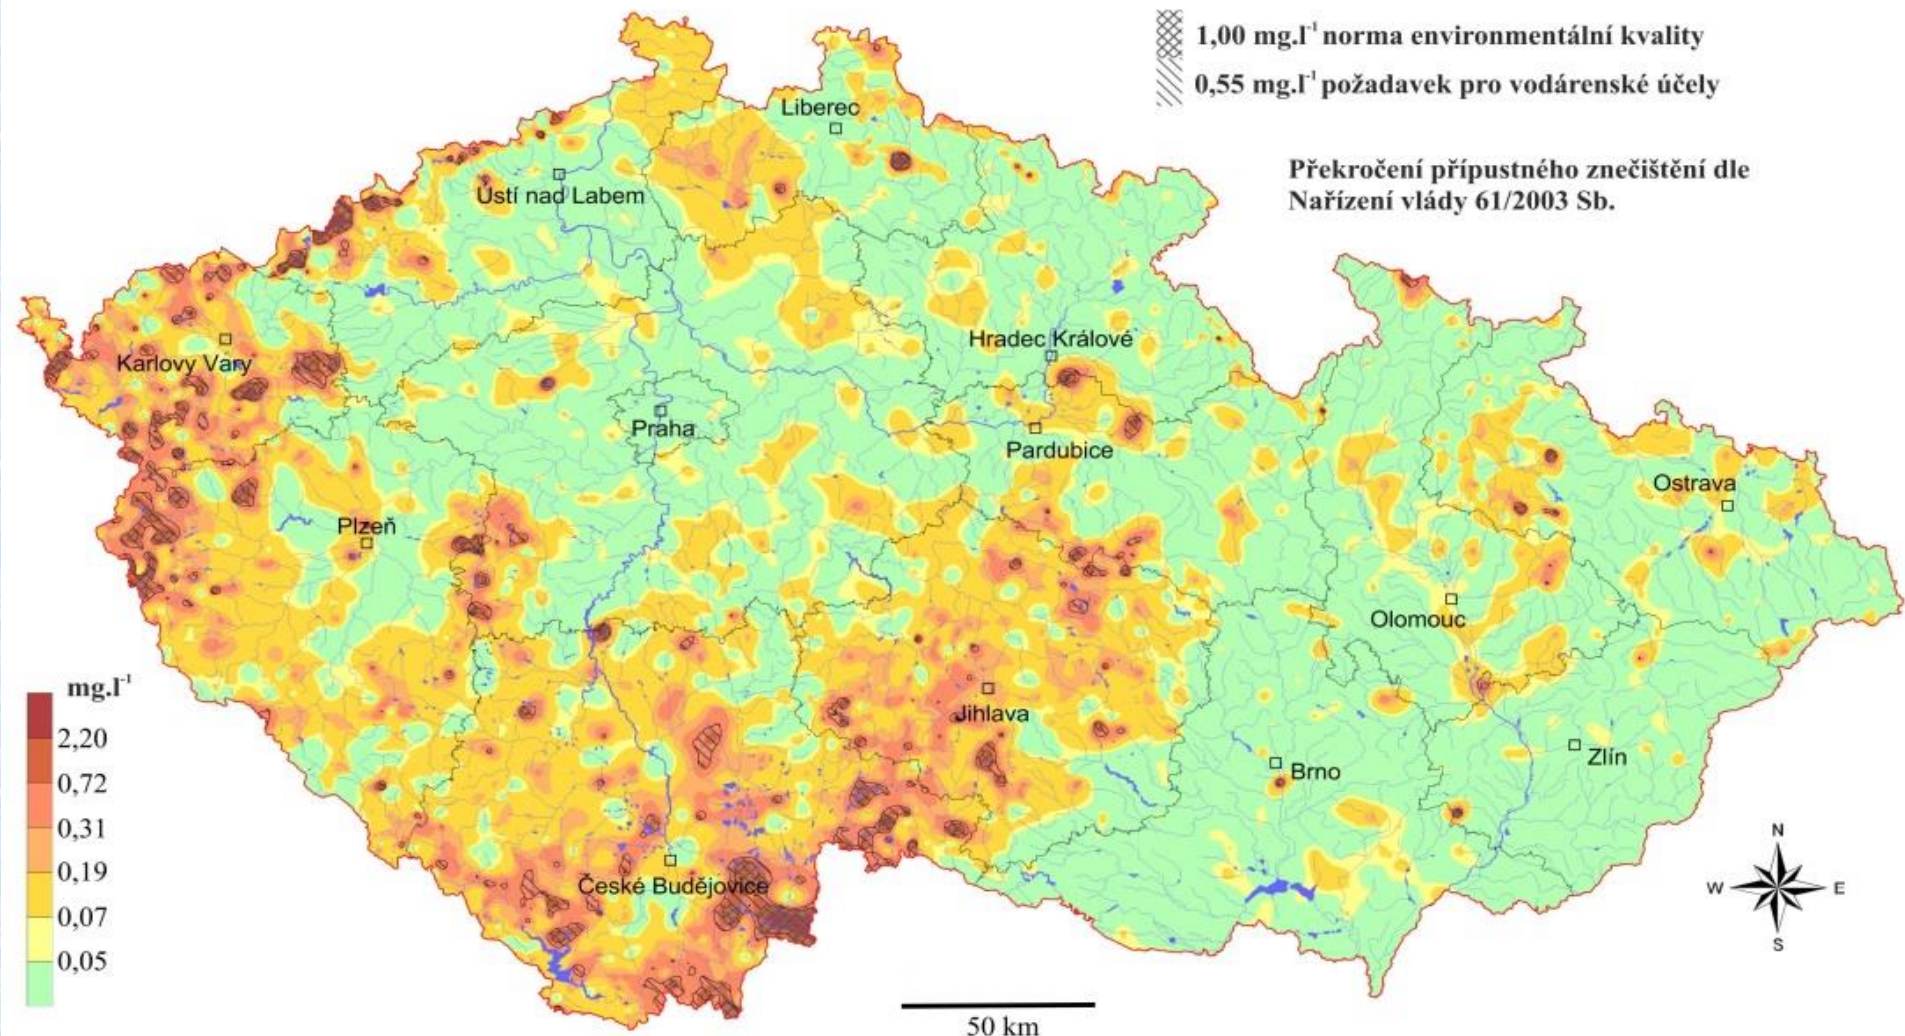 1,00 mg.l⁻¹ norma environmentální kvality
0,55 mg.l⁻¹ požadavek pro vodárenské účely
Překročení přípustného znečištění dle
Nařízení vlády 61/2003 Sb.
Liberec
Ústí nad Labem
Karlovy Vary
Hradec Králové
Praha
Pardubice
Plzeň
Ostrava
Olomouc
Jihlava
Brno
Zlín
České Budějovice
mg.l⁻¹
2,20
0,72
0,31
0,19
0,07
0,05
N
W
E
S
50 km